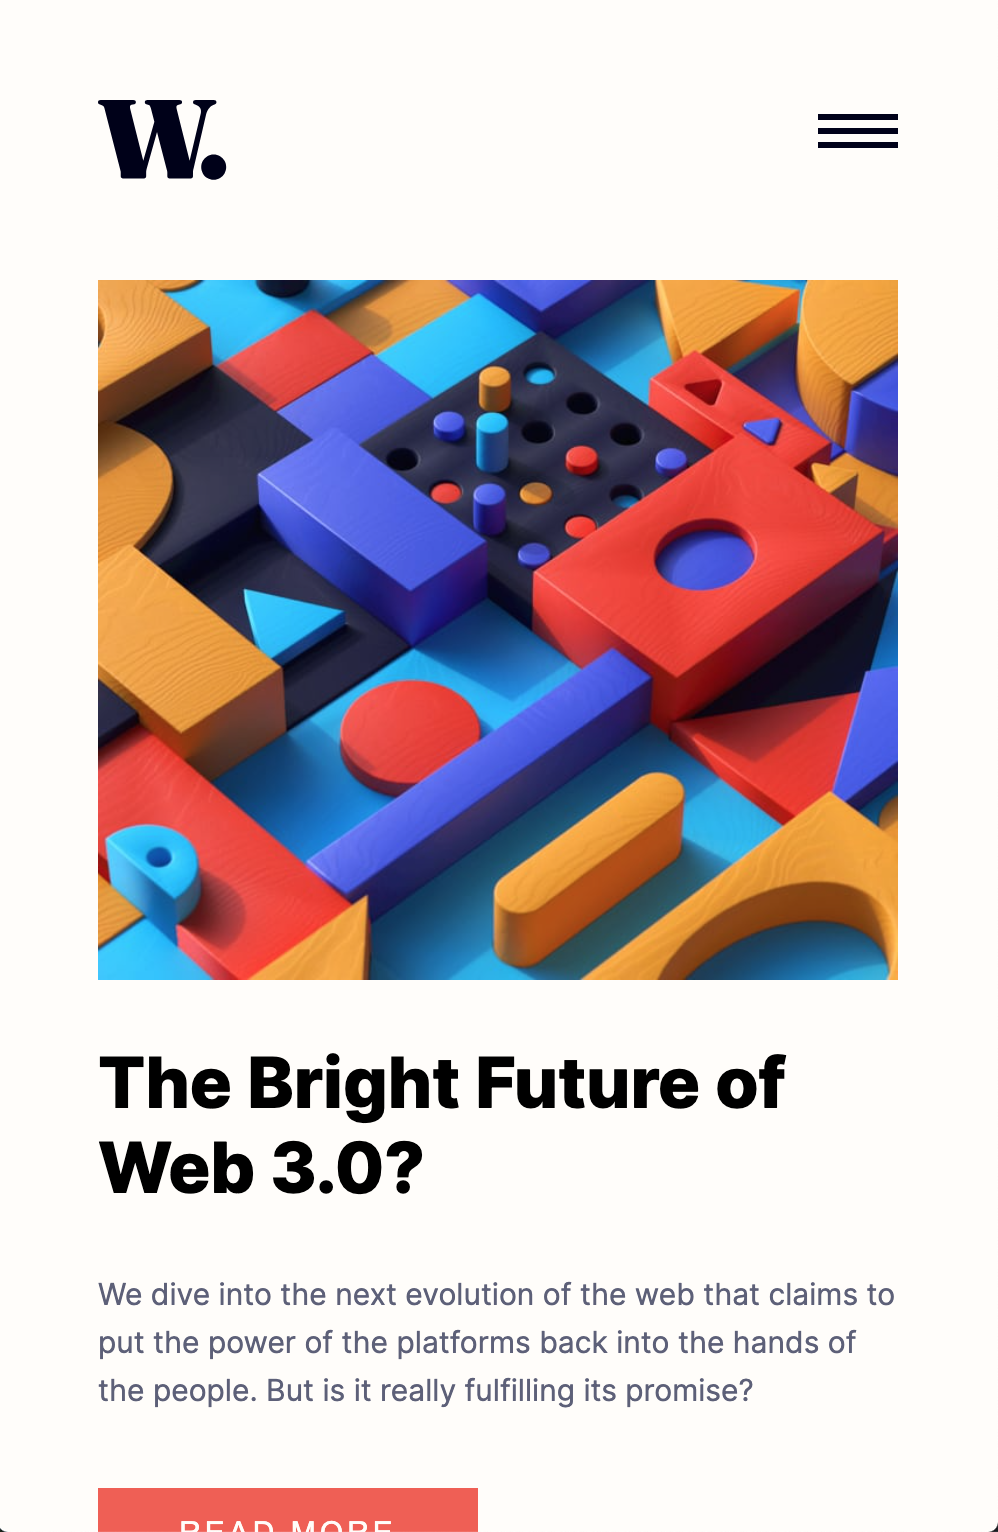 W.
The Bright Future of
Web 3.0?
We dive into the next evolution of the web that claims to
put the power of the platforms back into the hands of
the people. But is it really fulfilling its promise?
READ MORE